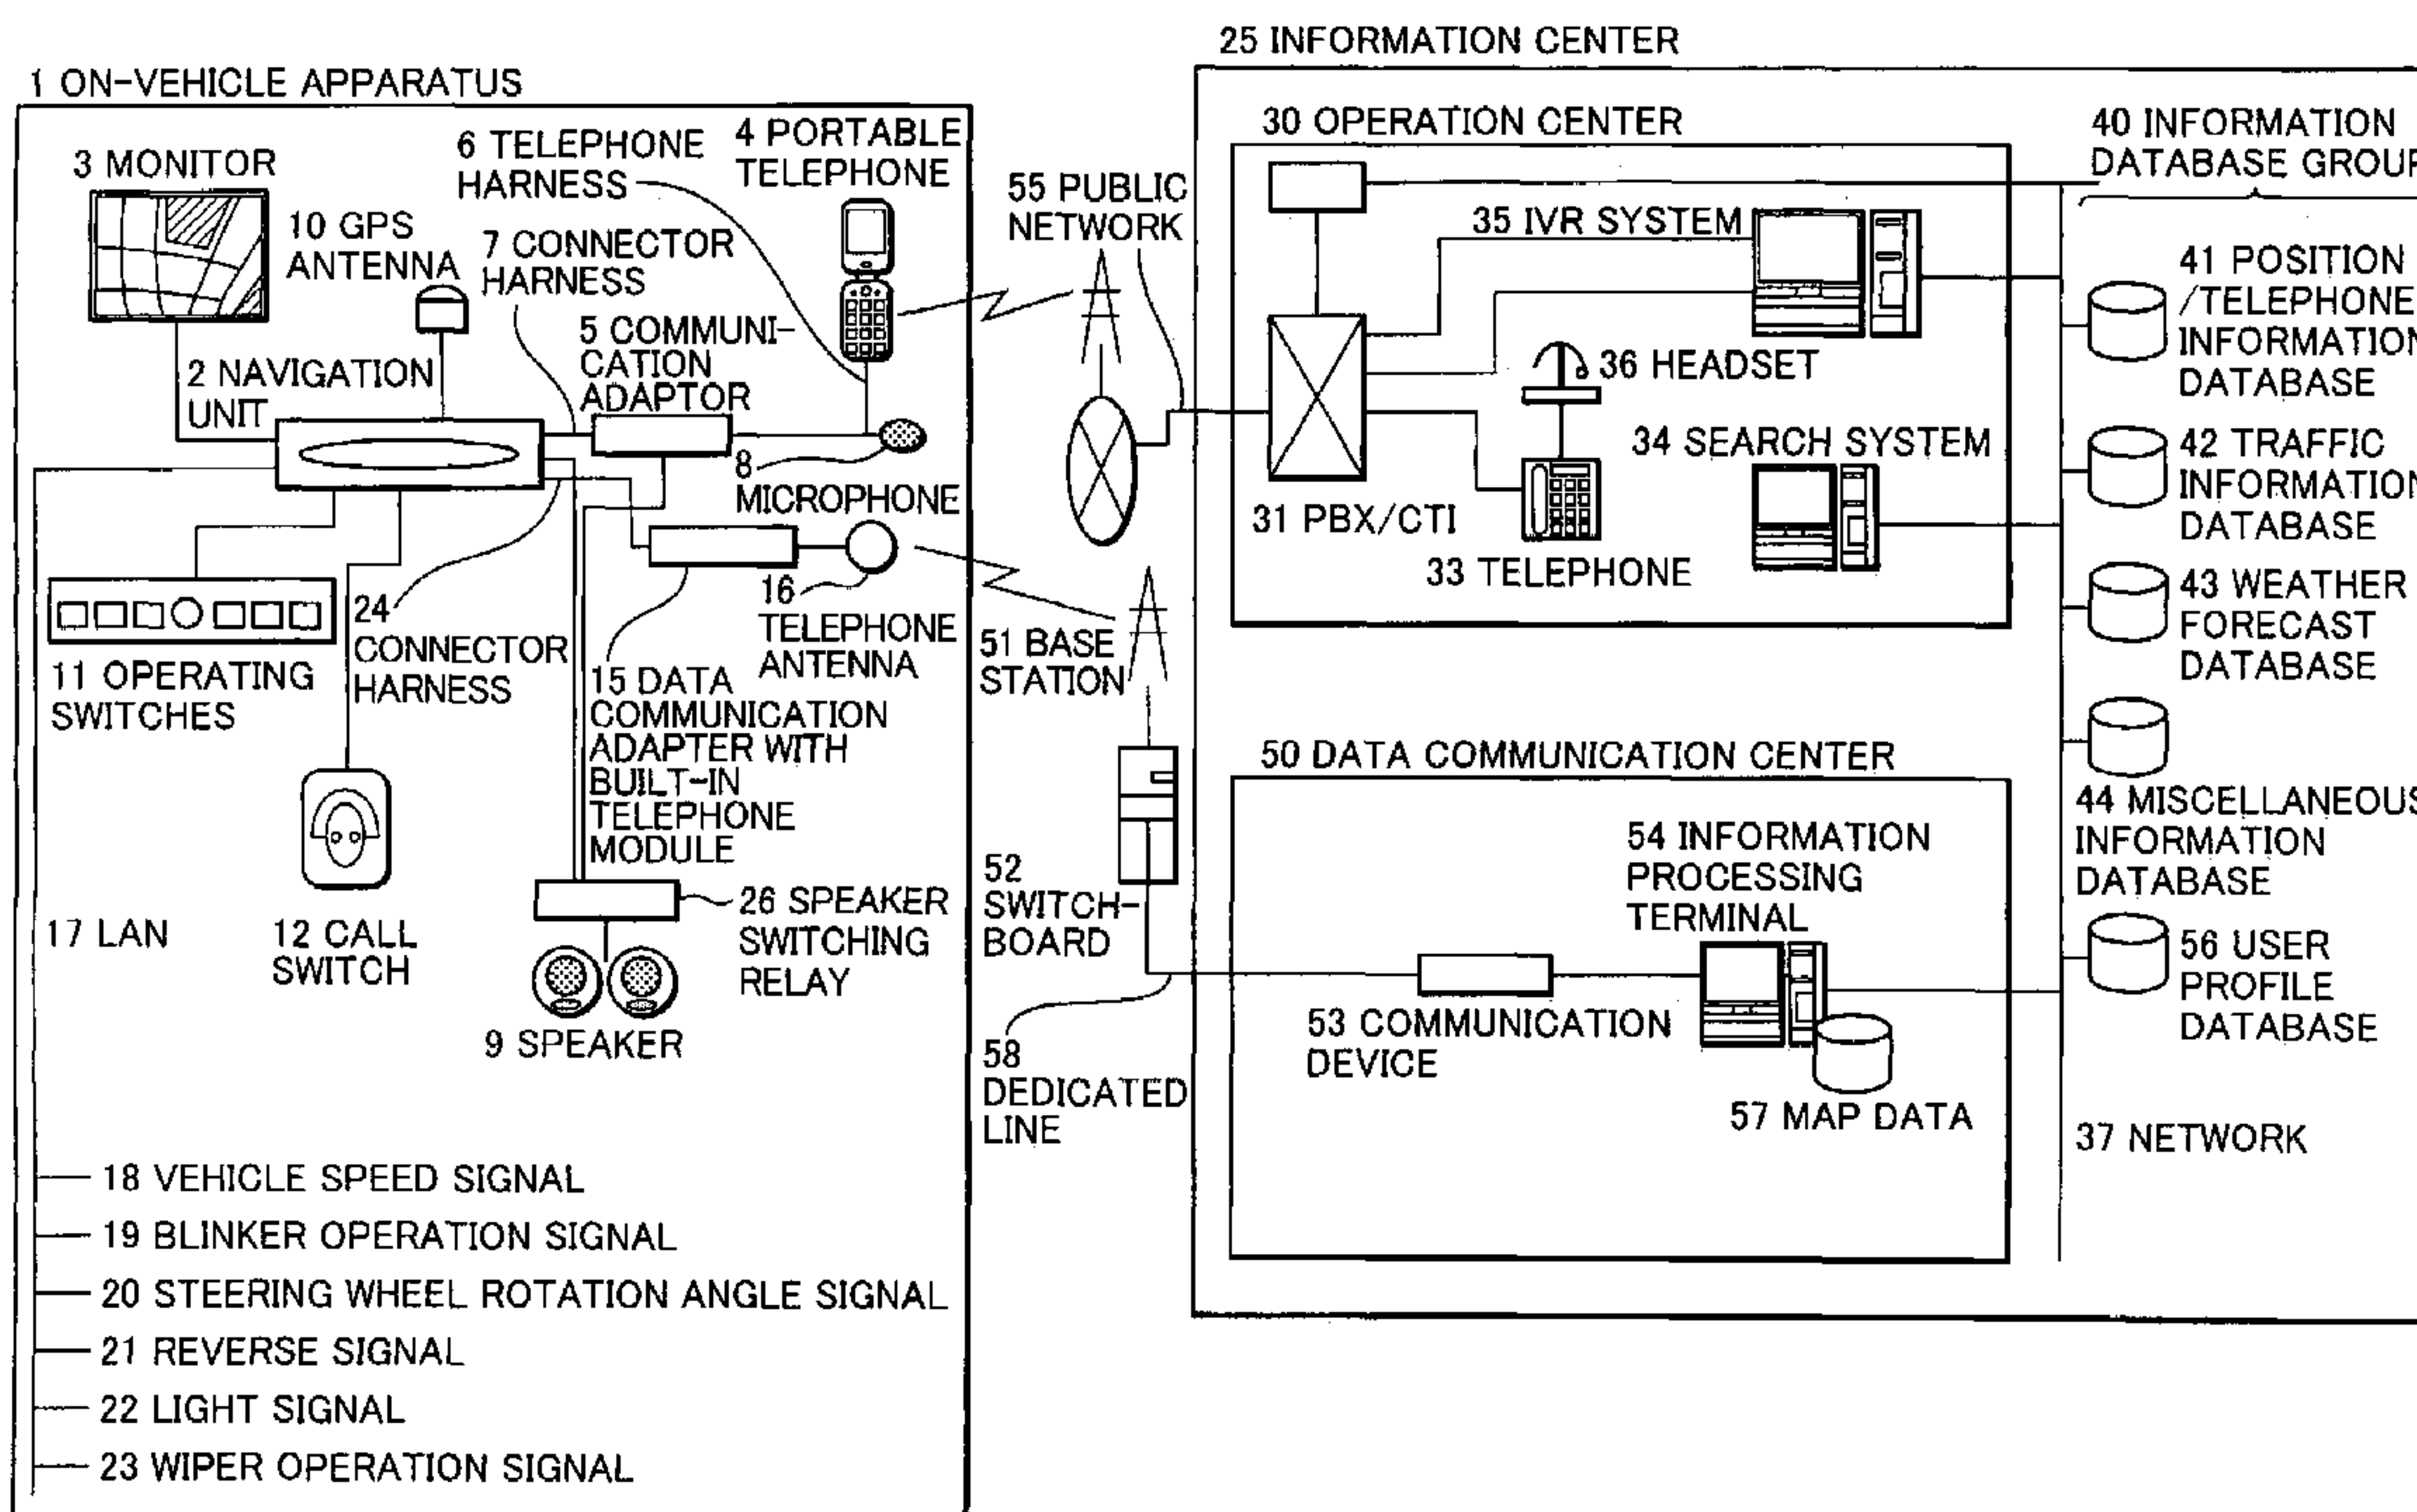 25 INFORMATION CENTER
1 ON-VEHICLE APPARATUS
3 MONITOR
6 TELEPHONE
HARNESS
4 PORTABLE
TELEPHONE
10 GPS
ANTENNA
7 CONNECTOR
HARNESS
5 COMMUNI-
CATION
ADAPTOR
2 NAVIGATION
UNIT
8
MICROPHONE
16
TELEPHONE
ANTENNA
24
CONNECTOR
HARNESS
11 OPERATING
SWITCHES
15 DATA
COMMUNICATION
ADAPTER WITH
BUILT-IN
TELEPHONE
MODULE
17 LAN
12 CALL
SWITCH
26 SPEAKER
SWITCHING
RELAY
9 SPEAKER
18 VEHICLE SPEED SIGNAL
19 BLINKER OPERATION SIGNAL
20 STEERING WHEEL ROTATION ANGLE SIGNAL
21 REVERSE SIGNAL
22 LIGHT SIGNAL
23 WIPER OPERATION SIGNAL
55 PUBLIC
NETWORK
51 BASE
STATION
52
SWITCH-
BOARD
58
DEDICATED
LINE
30 OPERATION CENTER
35 IVR SYSTEM
36 HEADSET
34 SEARCH SYSTEM
31 PBX/CTI
33 TELEPHONE
50 DATA COMMUNICATION CENTER
54 INFORMATION
PROCESSING
TERMINAL
53 COMMUNICATION
DEVICE
57 MAP DATA
40 INFORMATION
DATABASE GROUP
41 POSITION
/TELEPHONE
INFORMATION
DATABASE
42 TRAFFIC
INFORMATION
DATABASE
43 WEATHER
FORECAST
DATABASE
44 MISCELLANEOUS
INFORMATION
DATABASE
56 USER
PROFILE
DATABASE
37 NETWORK